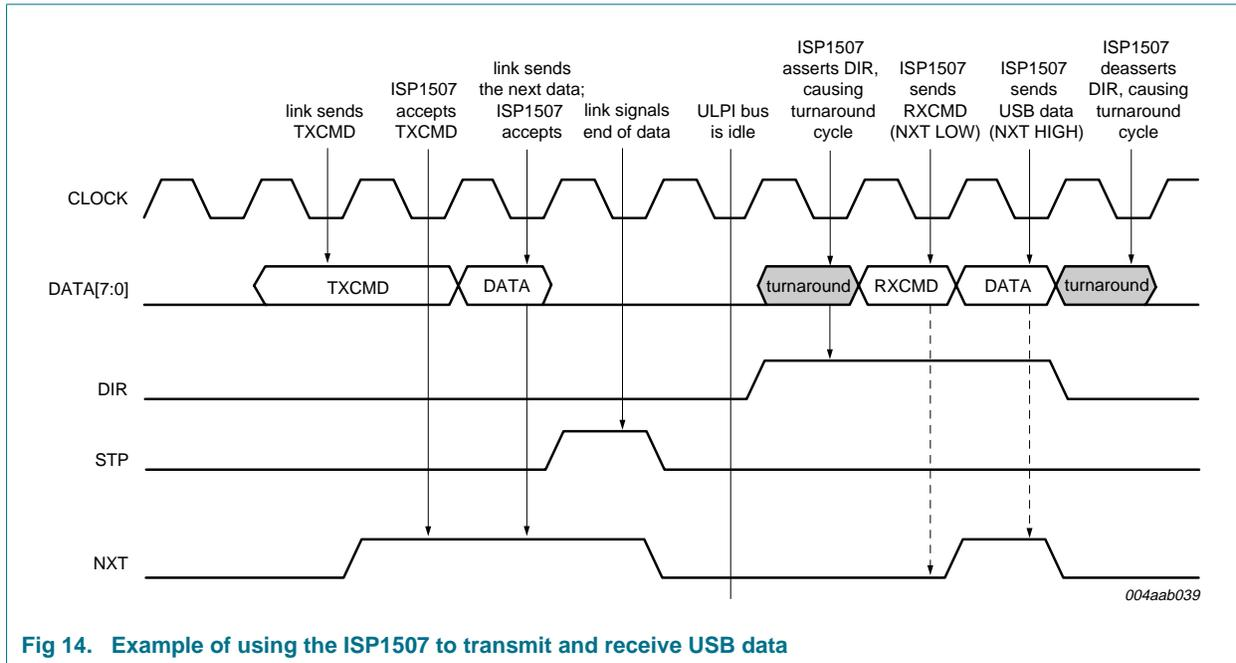 link sends
TXCMD
ISP1507
accepts
TXCMD
link sends
the next data;
ISP1507
accepts
link signals
end of data
ULPI bus
is idle
ISP1507
asserts DIR,
causing
turnaround
cycle
ISP1507
sends
RXCMD
(NXT LOW)
ISP1507
sends
USB data
(NXT HIGH)
ISP1507
deasserts
DIR, causing
turnaround
cycle
CLOCK
DATA[7:0]
TXCMD
DATA
turnaround
RXCMD
DATA
turnaround
DIR
STP
NXT
004aab039
Fig 14. Example of using the ISP1507 to transmit and receive USB data